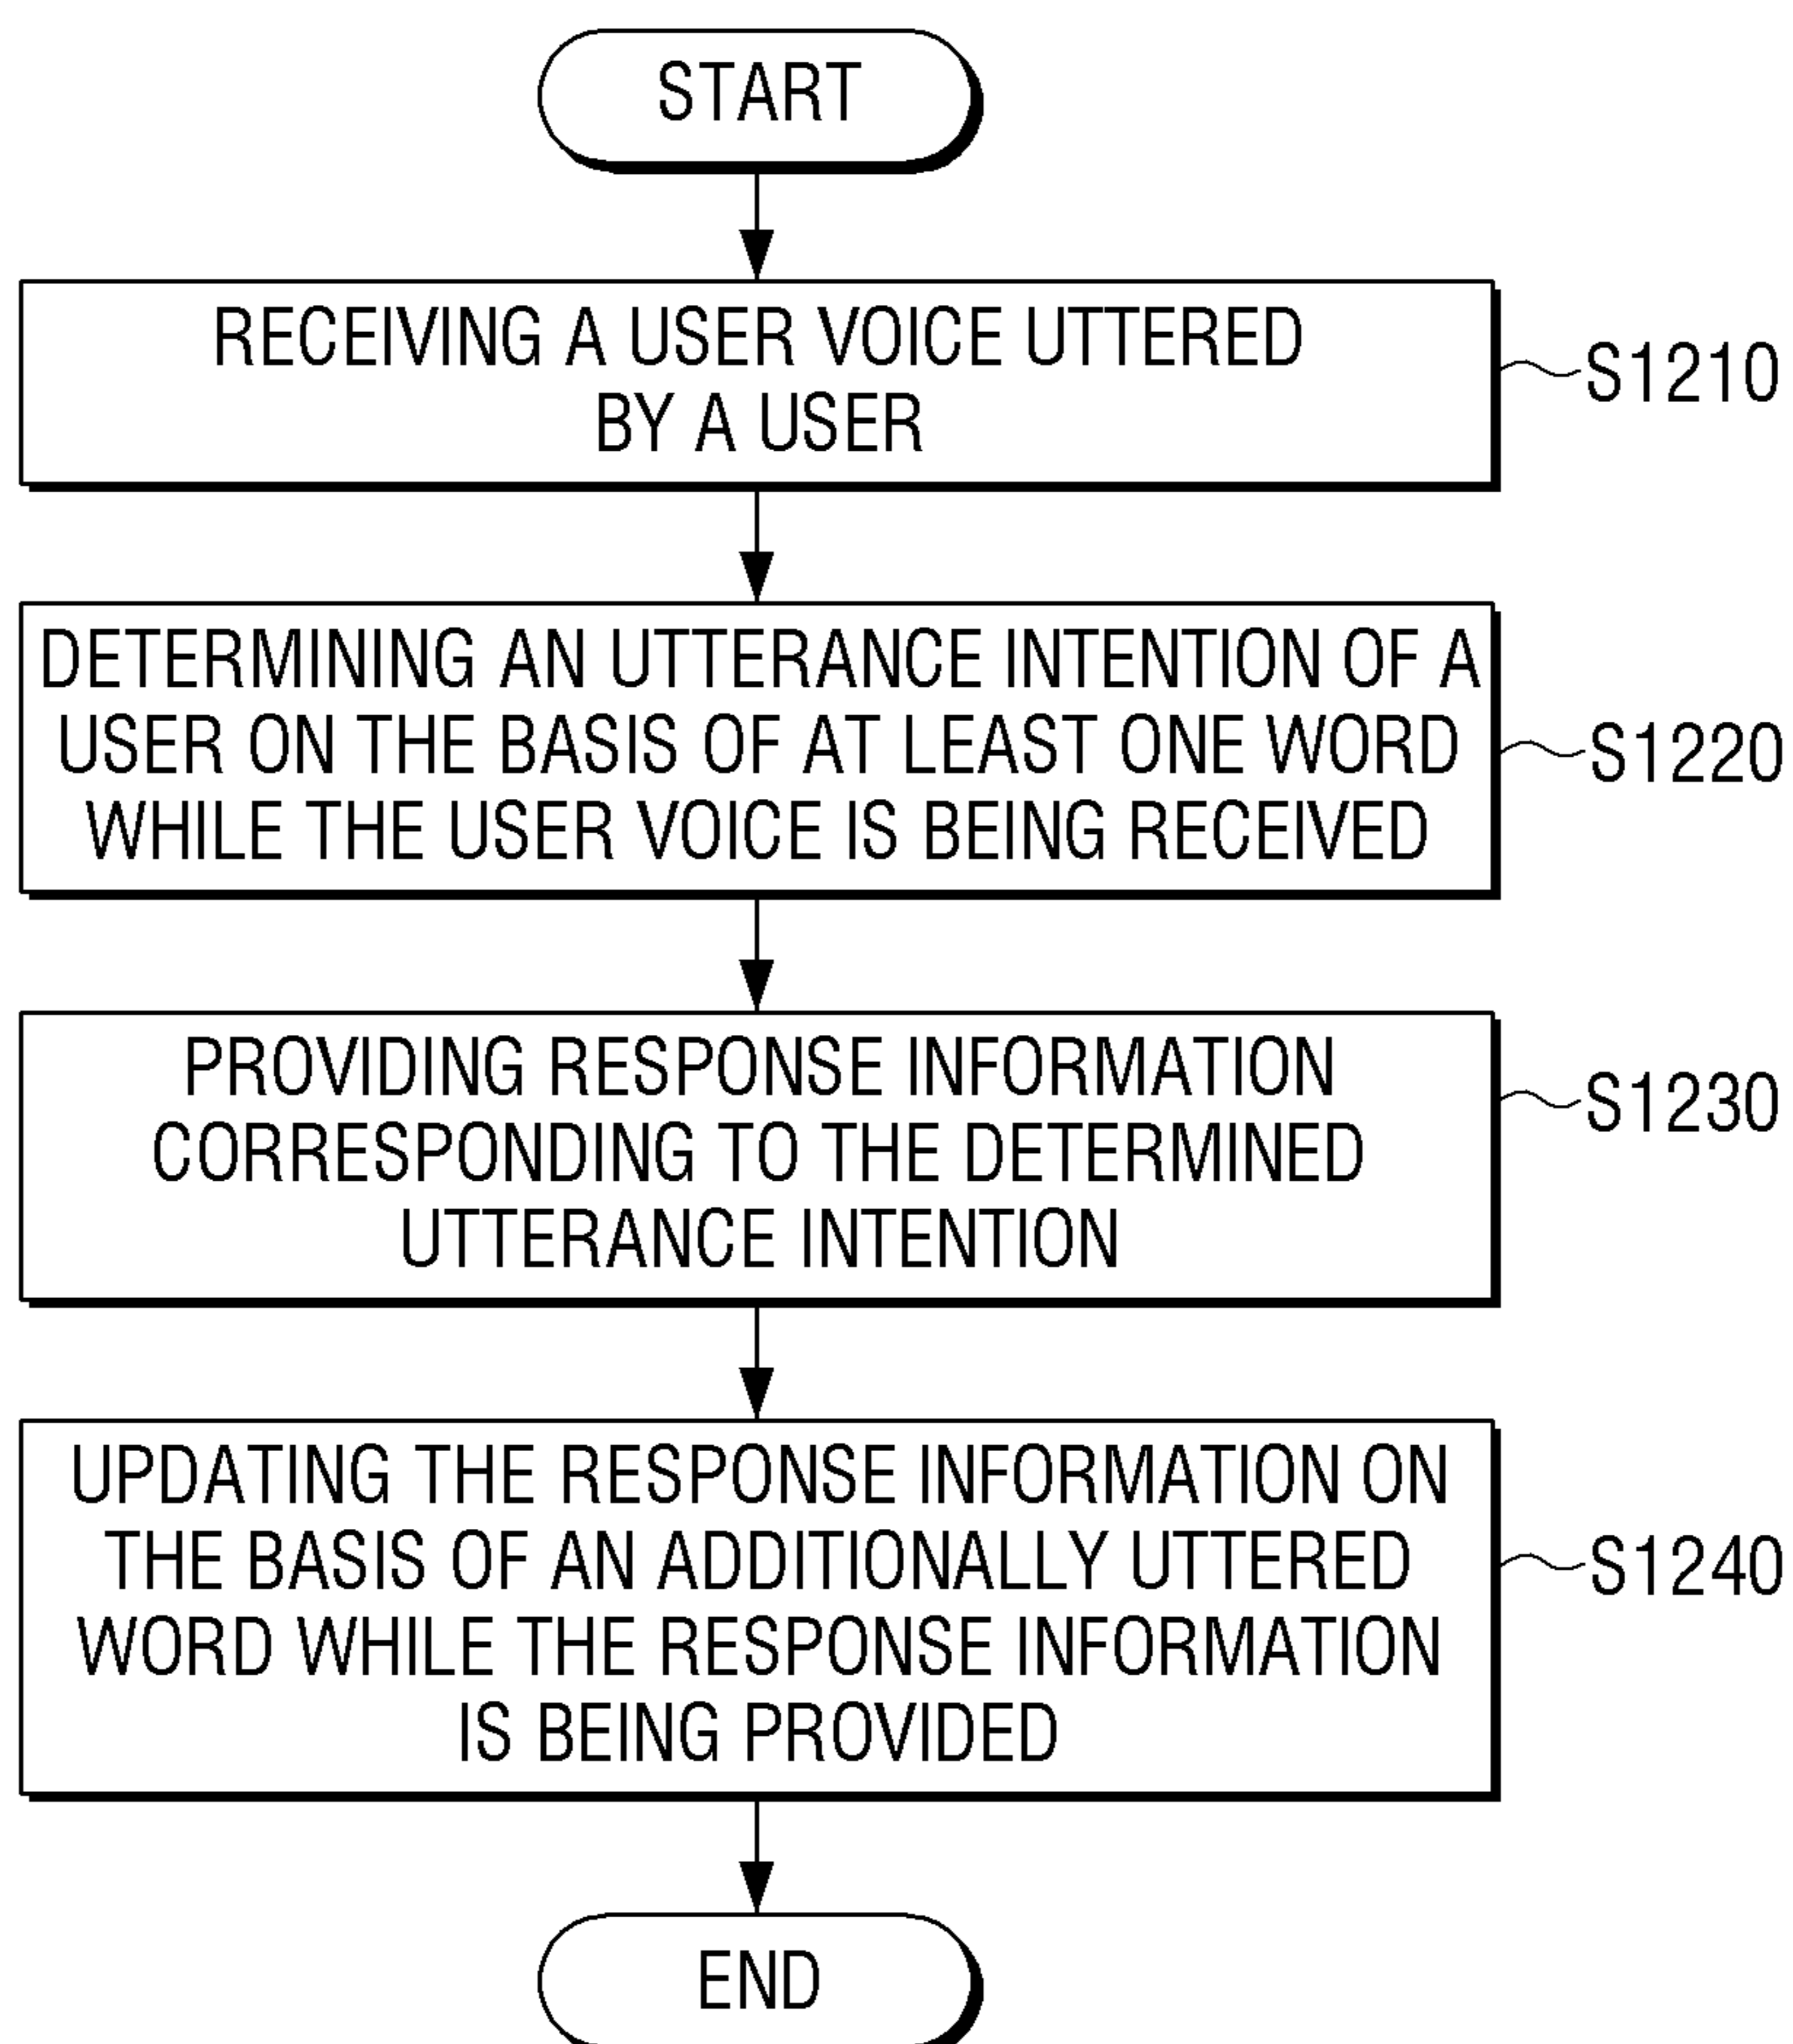 START
RECEIVING A USER VOICE UTTERED
BY A USER
S1210
DETERMINING AN UTTERANCE INTENTION OF A
USER ON THE BASIS OF AT LEAST ONE WORD
WHILE THE USER VOICE IS BEING RECEIVED
S1220
PROVIDING RESPONSE INFORMATION
CORRESPONDING TO THE DETERMINED
UTTERANCE INTENTION
S1230
UPDATING THE RESPONSE INFORMATION ON
THE BASIS OF AN ADDITIONALLY UTTERED
WORD WHILE THE RESPONSE INFORMATION
IS BEING PROVIDED
S1240
END